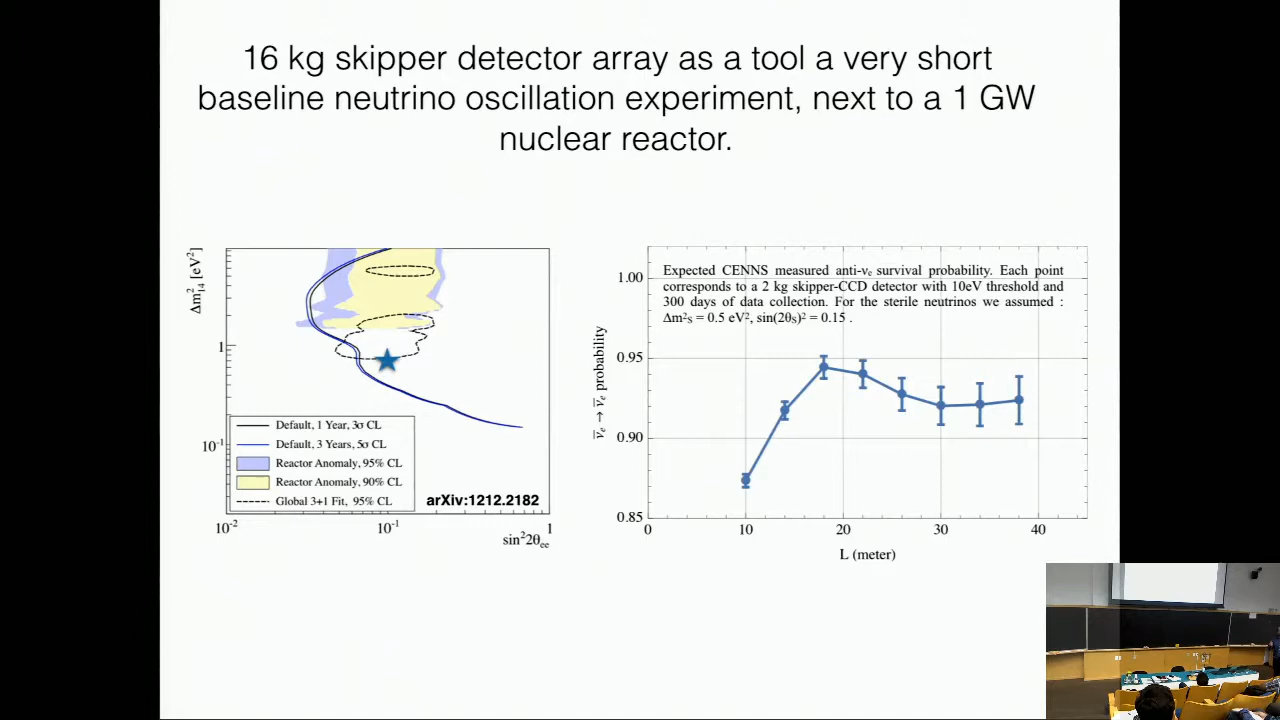 16 kg skipper detector array as a tool a very short
baseline neutrino oscillation experiment, next to a 1 GW
nuclear reactor.
Δm²₁₄ [eV²]
1
10⁻¹
Default, 1 Year, 3σ CL
Default, 3 Years, 5σ CL
Reactor Anomaly, 95% CL
Reactor Anomaly, 90% CL
Global 3+1 Fit, 95% CL
arXiv:1212.2182
10⁻² 10⁻¹ 1
sin²2θₑₑ
Expected CENNS measured anti-νₑ survival probability. Each point
corresponds to a 2 kg skipper-CCD detector with 10eV threshold and
300 days of data collection. For the sterile neutrinos we assumed :
Δm²ₛ = 0.5 eV², sin(2θₛ)² = 0.15 .
ν̅ₑ → ν̅ₑ probability
1.00
0.95
0.90
0.85
0 10 20 30 40
L (meter)